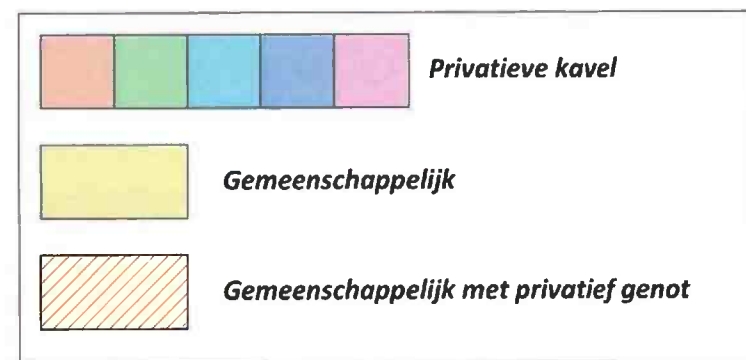 Privatieve kavel
Gemeenschappelijk
Gemeenschappelijk met privatief genot